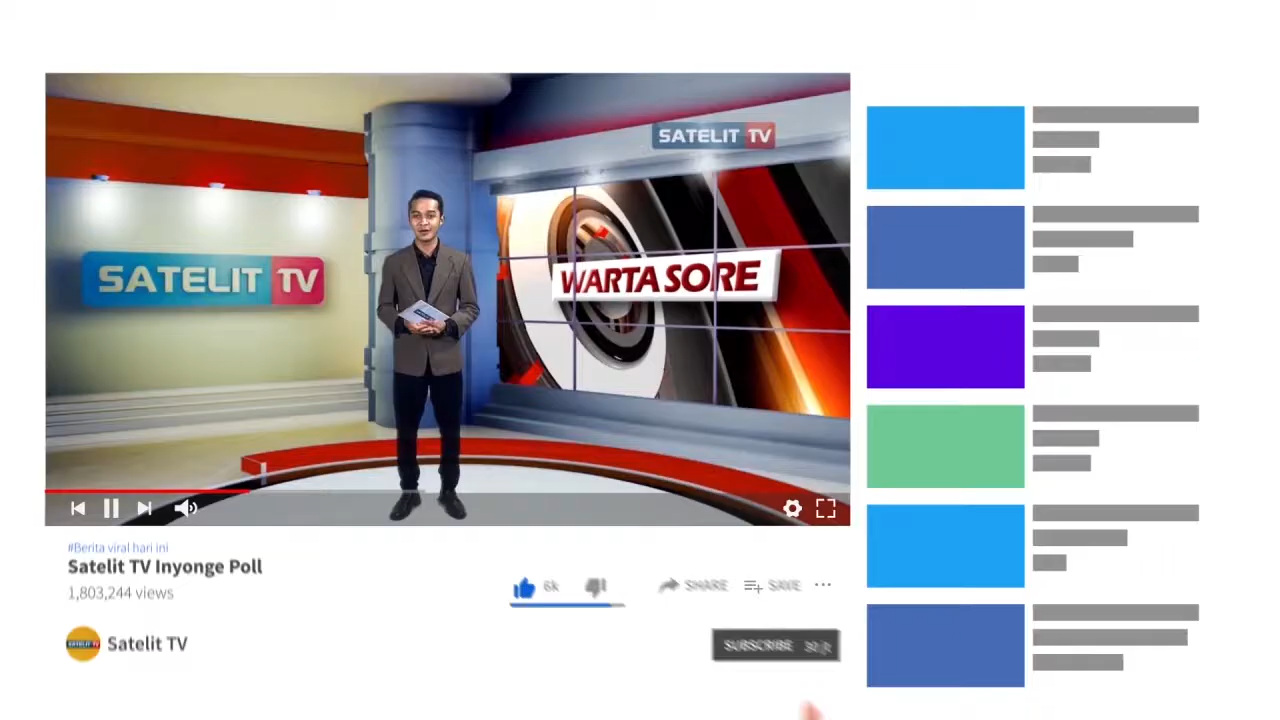 SATELIT TV
SATELIT TV
WARTA SORE
#Berita viral hari ini
Satelit TV Inyonge Poll
1,803,244 views
6k
SHARE
SAVE
Satelit TV
SUBSCRIBE